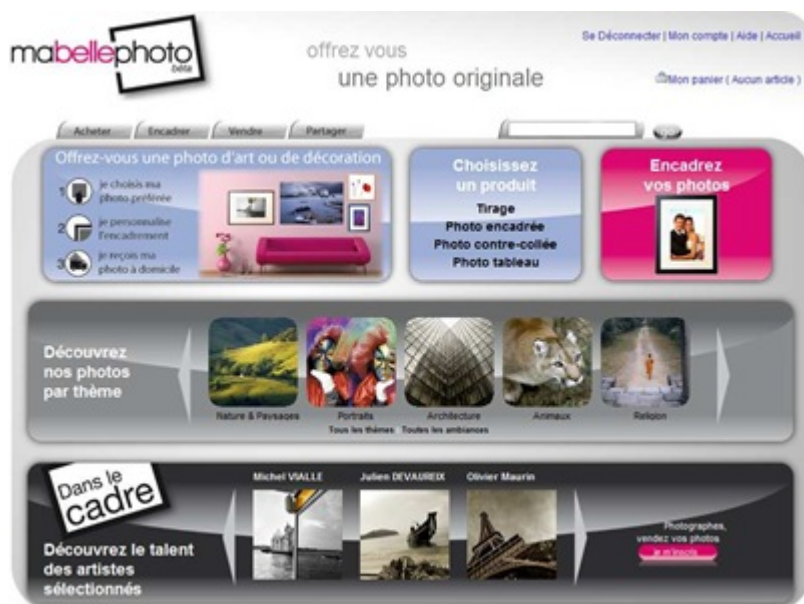 mabellephoto
bêta
offrez vous
une photo originale
Se Déconnecter | Mon compte | Aide | Accueil
Mon panier ( Aucun article )
Acheter
Encadrer
Vendre
Partager
go
Offrez-vous une photo d'art ou de décoration
1 je choisis ma
photo préférée
2 je personnalise
l'encadrement
3 je reçois ma
photo à domicile
Choisissez
un produit
Tirage
Photo encadrée
Photo contre-collée
Photo tableau
Encadrez
vos photos
Découvrez
nos photos
par thème
Nature & Paysages
Portraits
Architecture
Animaux
Religion
Tous les thèmes
Toutes les ambiances
Dans le
cadre
Découvrez le talent
des artistes
sélectionnés
Michel VIALLE
Julien DEVAUREIX
Olivier Maurin
Photographes,
vendez vos photos
je m'inscris